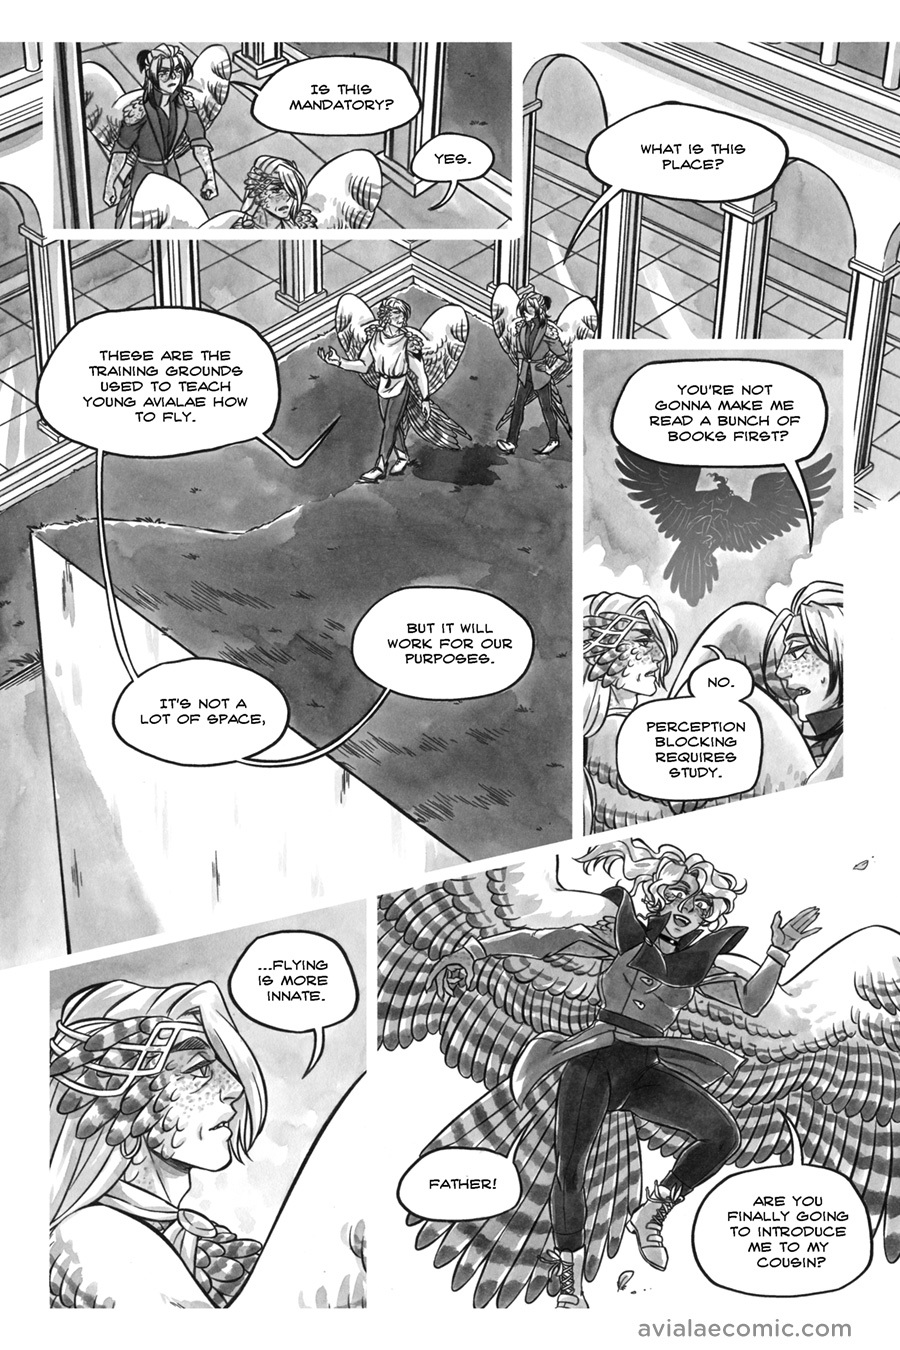 IS THIS
MANDATORY?
YES.
WHAT IS THIS
PLACE?
THESE ARE THE
TRAINING GROUNDS
USED TO TEACH
YOUNG AVIALAE HOW
TO FLY.
IT'S NOT A
LOT OF SPACE,
BUT IT WILL
WORK FOR OUR
PURPOSES.
YOU'RE NOT
GONNA MAKE ME
READ A BUNCH OF
BOOKS FIRST?
NO.
PERCEPTION
BLOCKING
REQUIRES
STUDY.
...FLYING
IS MORE
INNATE.
FATHER!
ARE YOU
FINALLY GOING
TO INTRODUCE
ME TO MY
COUSIN?
avialaecomic.com